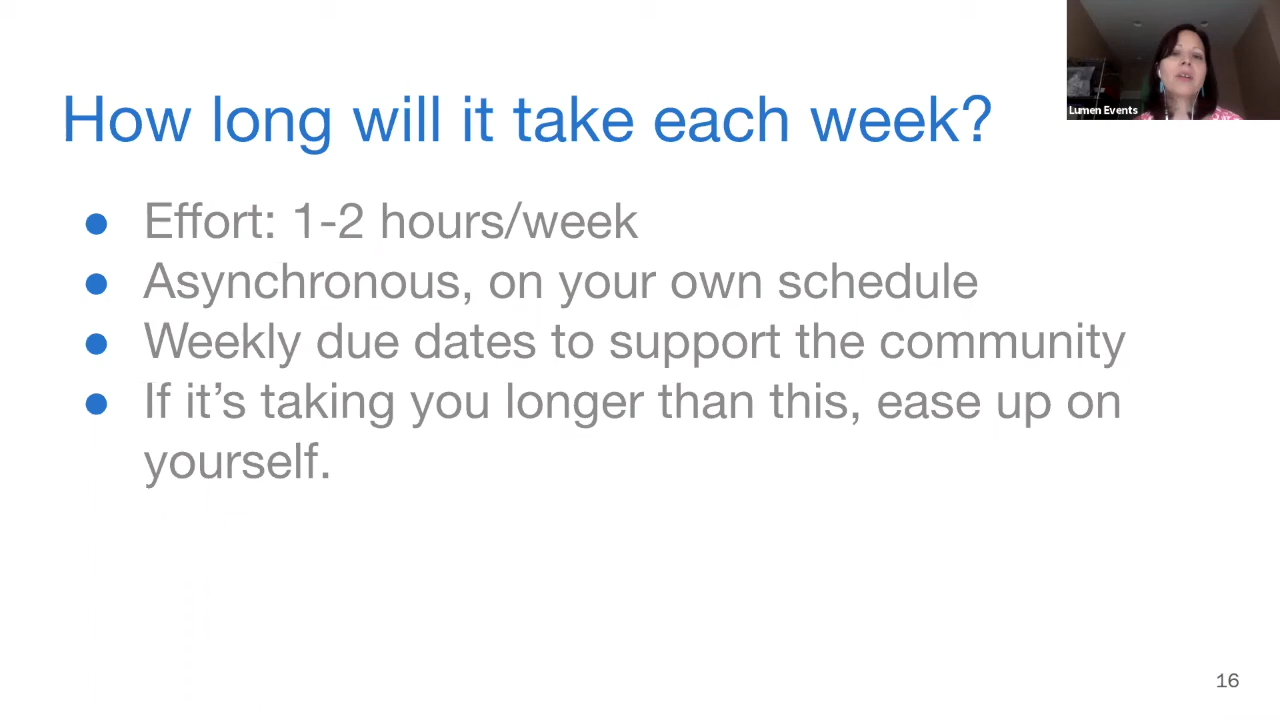 How long will it take each week?
Lumen Events
● Effort: 1-2 hours/week
● Asynchronous, on your own schedule
● Weekly due dates to support the community
● If it’s taking you longer than this, ease up on
yourself.
16